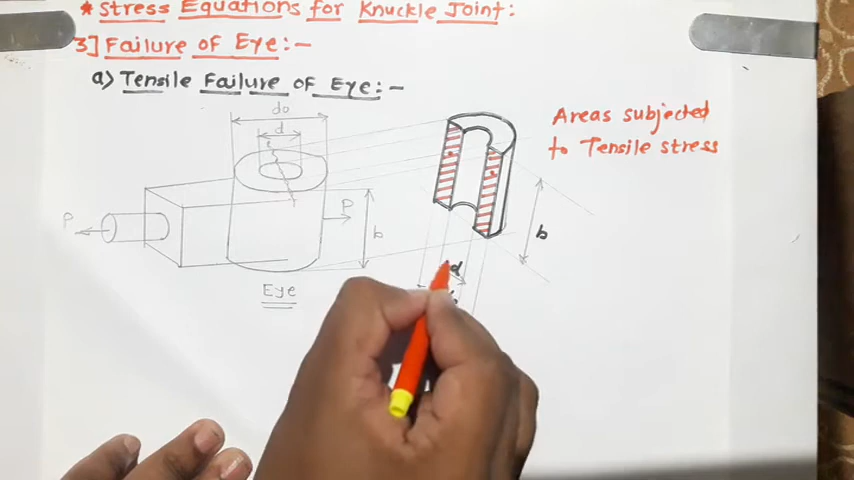 * Stress Equations for Knuckle Joint:
3] Failure of Eye:-
a) Tensile Failure of Eye:-
do
d
Areas subjected
to Tensile stress
P
P
b
b
d
Eye